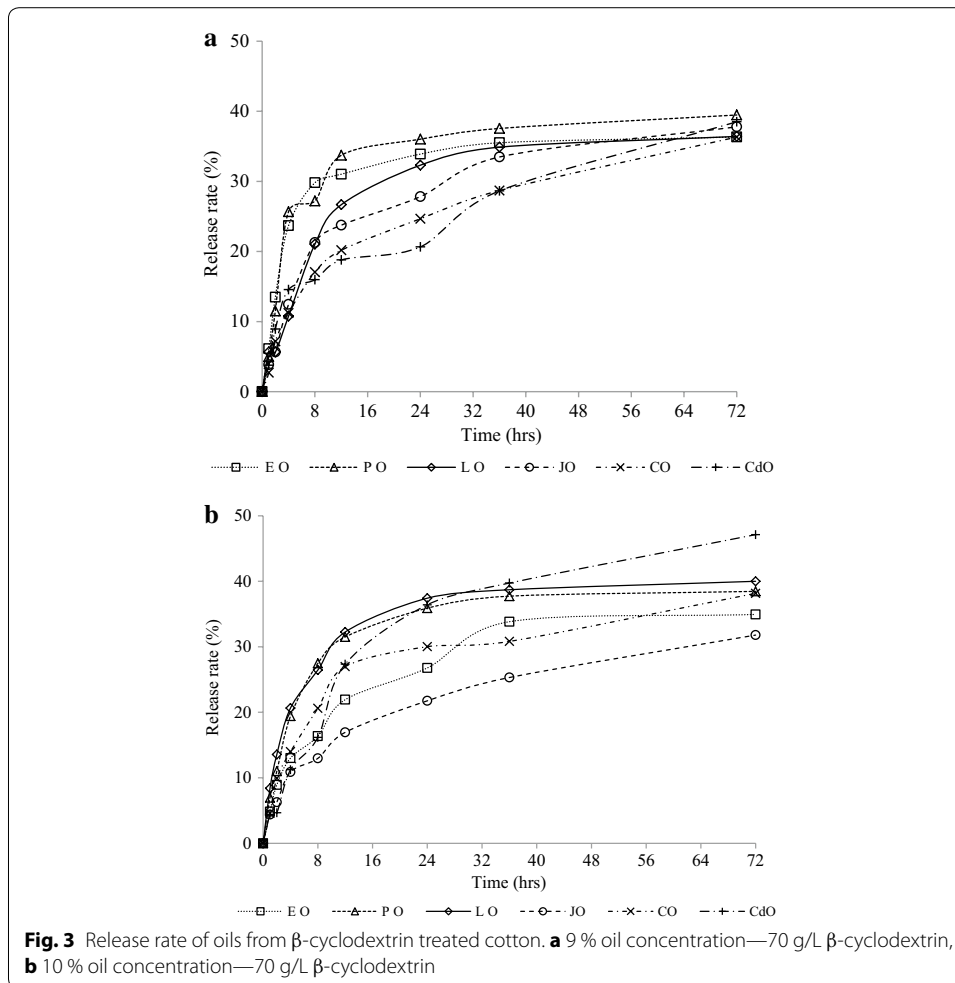 a
50
40
30
20
10
0
Release rate (%)
0 8 16 24 32 40 48 56 64 72
Time (hrs)
E O P O L O JO CO CdO
b
50
40
30
20
10
0
Release rate (%)
0 8 16 24 32 40 48 56 64 72
Time (hrs)
E O P O L O JO CO CdO
Fig. 3 Release rate of oils from β-cyclodextrin treated cotton. a 9 % oil concentration—70 g/L β-cyclodextrin,
b 10 % oil concentration—70 g/L β-cyclodextrin